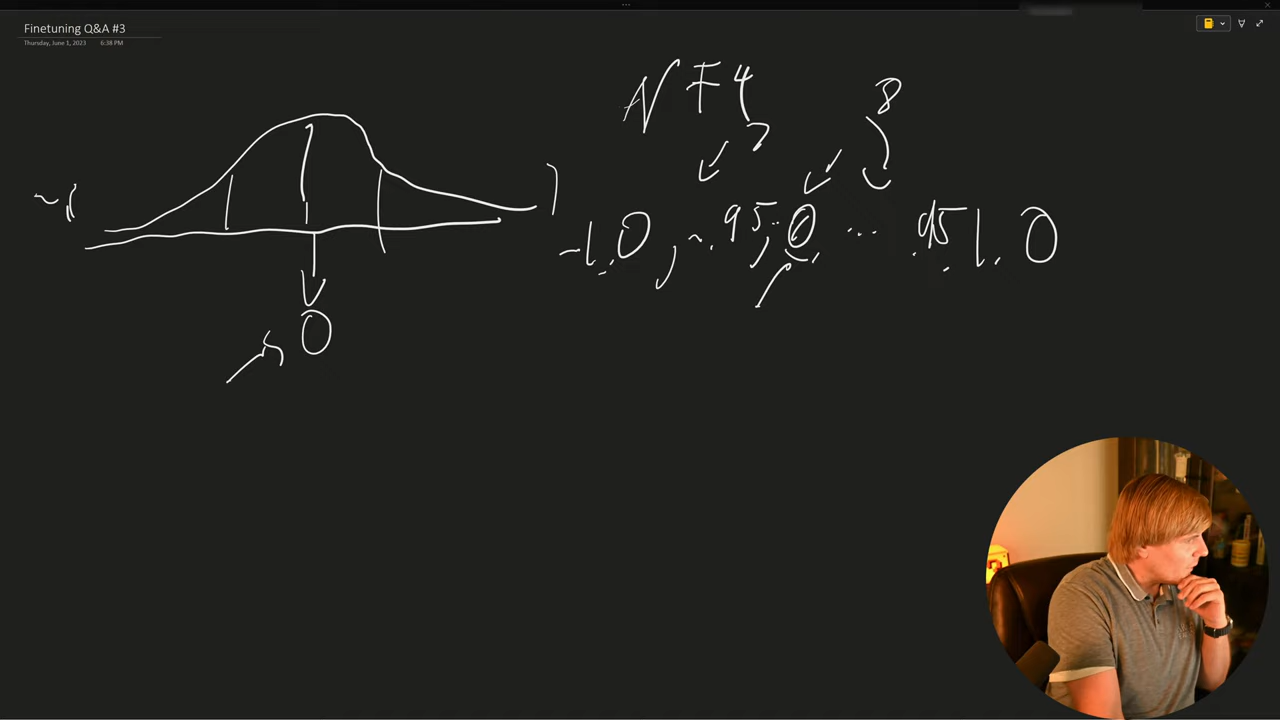 Finetuning Q&A #3
Thursday, June 1, 2023 6:38 PM
NF4
8
-1.0, ~.95, ..0, ... .95, 1.0
0